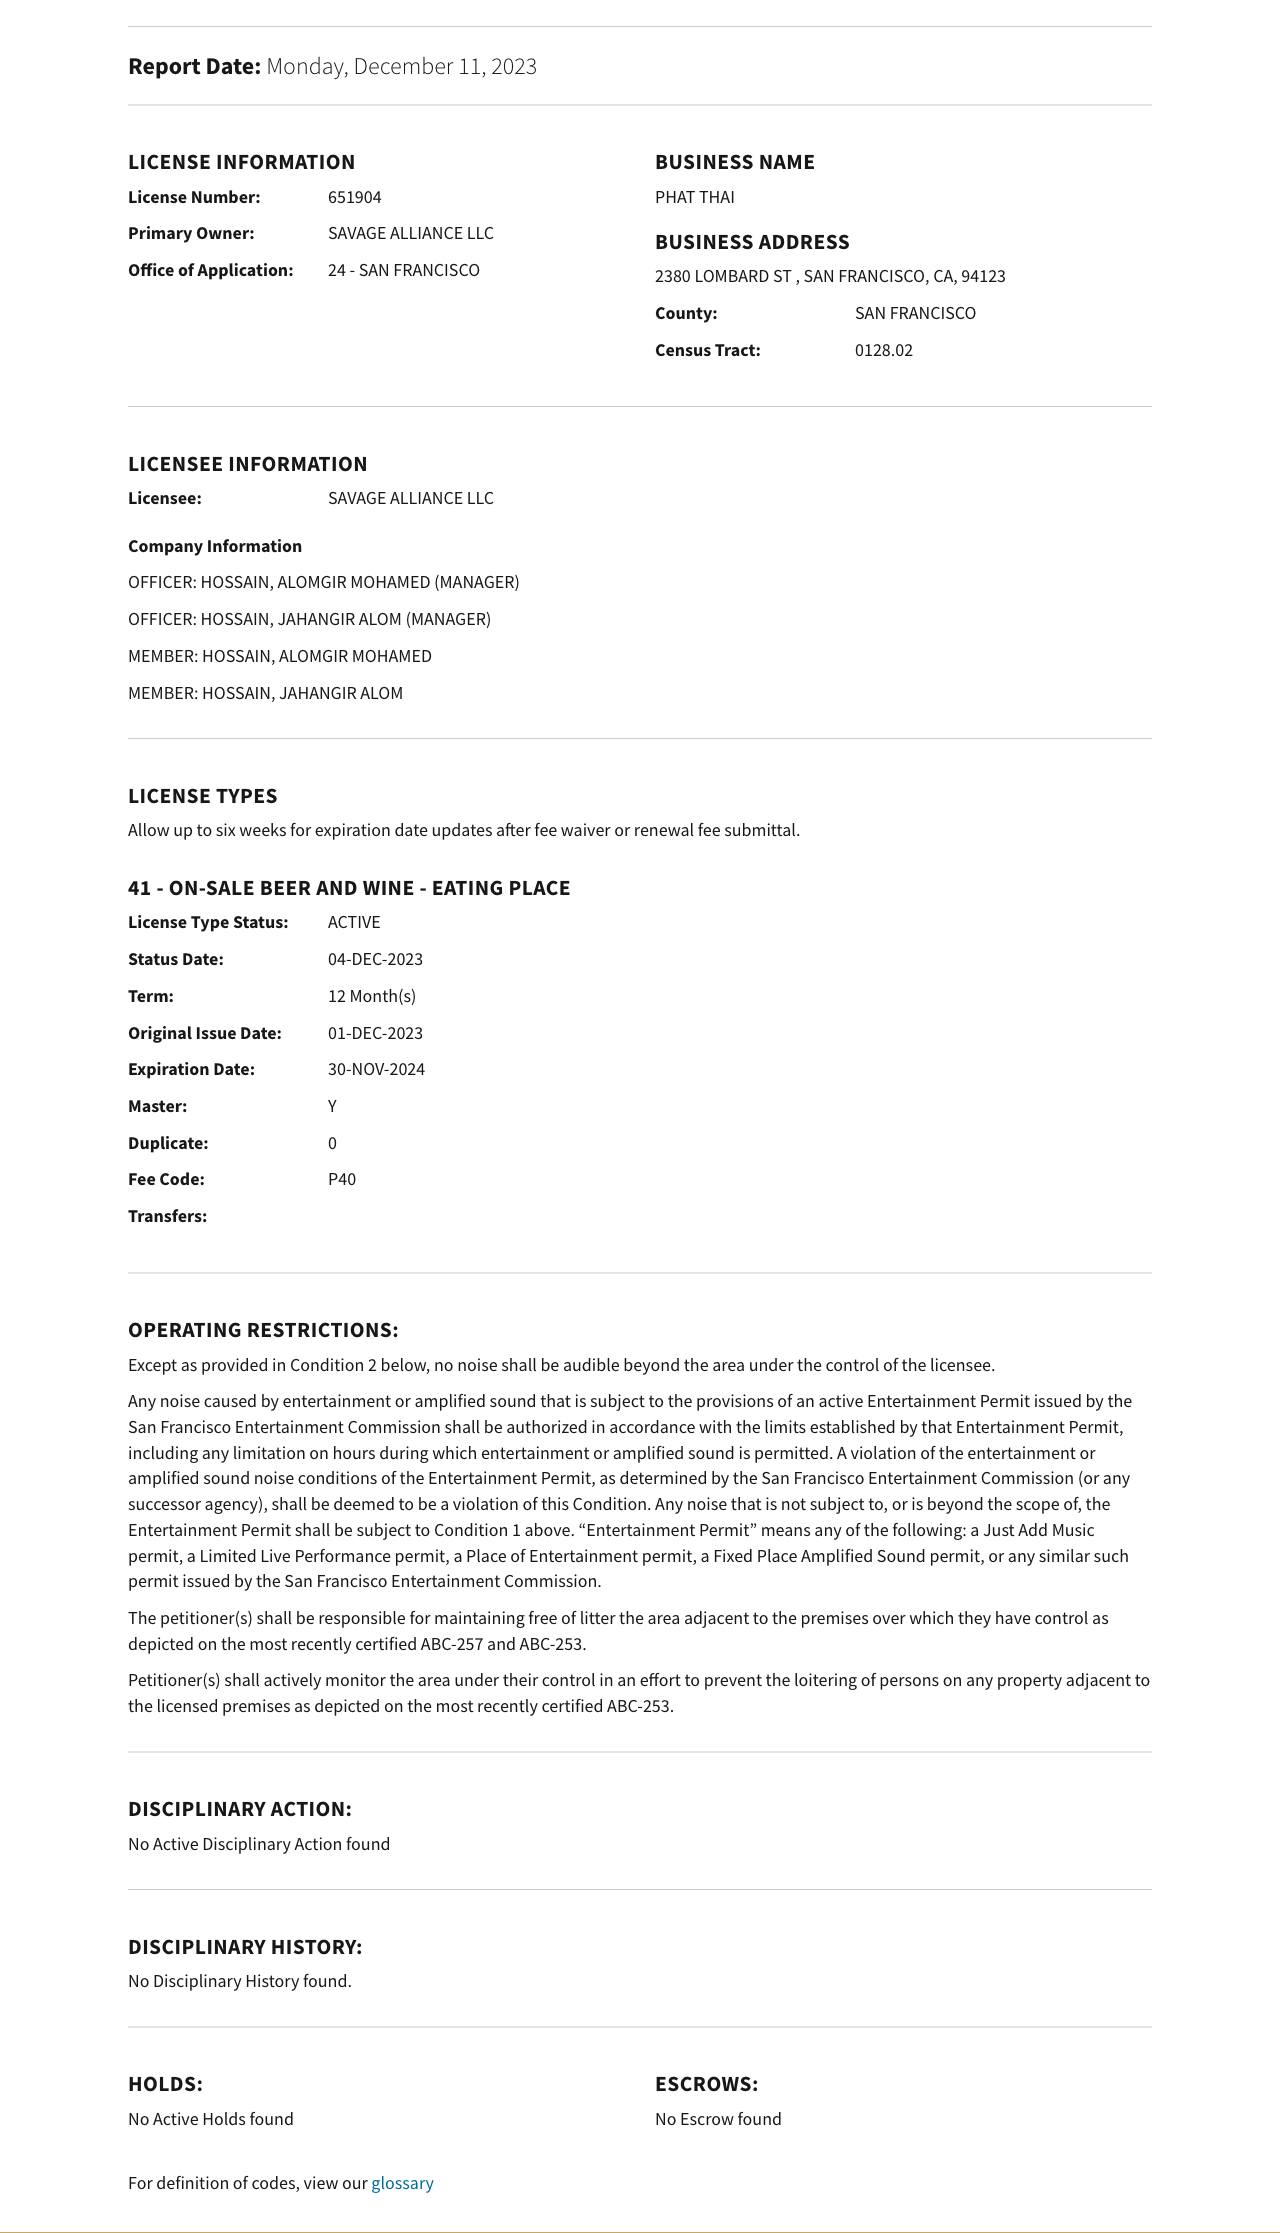 Report Date: Monday, December 11, 2023
LICENSE INFORMATION
License Number: 651904
Primary Owner: SAVAGE ALLIANCE LLC
Office of Application: 24 - SAN FRANCISCO
BUSINESS NAME
PHAT THAI
BUSINESS ADDRESS
2380 LOMBARD ST , SAN FRANCISCO, CA, 94123
County: SAN FRANCISCO
Census Tract: 0128.02
LICENSEE INFORMATION
Licensee: SAVAGE ALLIANCE LLC
Company Information
OFFICER: HOSSAIN, ALOMGIR MOHAMED (MANAGER)
OFFICER: HOSSAIN, JAHANGIR ALOM (MANAGER)
MEMBER: HOSSAIN, ALOMGIR MOHAMED
MEMBER: HOSSAIN, JAHANGIR ALOM
LICENSE TYPES
Allow up to six weeks for expiration date updates after fee waiver or renewal fee submittal.
41 - ON-SALE BEER AND WINE - EATING PLACE
License Type Status: ACTIVE
Status Date: 04-DEC-2023
Term: 12 Month(s)
Original Issue Date: 01-DEC-2023
Expiration Date: 30-NOV-2024
Master: Y
Duplicate: 0
Fee Code: P40
Transfers:
OPERATING RESTRICTIONS:
Except as provided in Condition 2 below, no noise shall be audible beyond the area under the control of the licensee.
Any noise caused by entertainment or amplified sound that is subject to the provisions of an active Entertainment Permit issued by the
San Francisco Entertainment Commission shall be authorized in accordance with the limits established by that Entertainment Permit,
including any limitation on hours during which entertainment or amplified sound is permitted. A violation of the entertainment or
amplified sound noise conditions of the Entertainment Permit, as determined by the San Francisco Entertainment Commission (or any
successor agency), shall be deemed to be a violation of this Condition. Any noise that is not subject to, or is beyond the scope of, the
Entertainment Permit shall be subject to Condition 1 above. “Entertainment Permit” means any of the following: a Just Add Music
permit, a Limited Live Performance permit, a Place of Entertainment permit, a Fixed Place Amplified Sound permit, or any similar such
permit issued by the San Francisco Entertainment Commission.
The petitioner(s) shall be responsible for maintaining free of litter the area adjacent to the premises over which they have control as
depicted on the most recently certified ABC-257 and ABC-253.
Petitioner(s) shall actively monitor the area under their control in an effort to prevent the loitering of persons on any property adjacent to
the licensed premises as depicted on the most recently certified ABC-253.
DISCIPLINARY ACTION:
No Active Disciplinary Action found
DISCIPLINARY HISTORY:
No Disciplinary History found.
HOLDS:
No Active Holds found
ESCROWS:
No Escrow found
For definition of codes, view our glossary